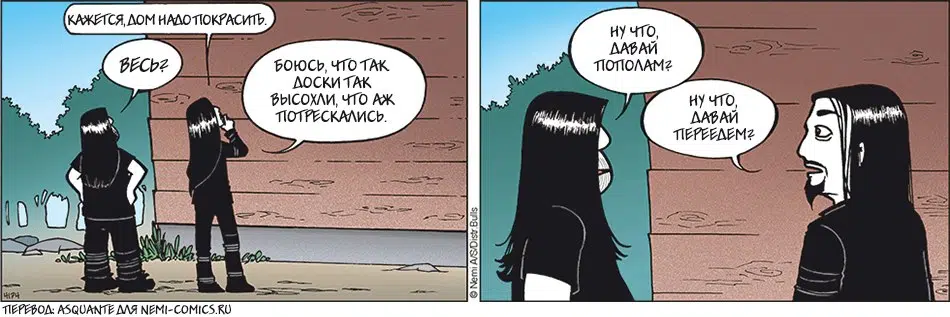 КАЖЕТСЯ, ДОМ НАДО ПОКРАСИТЬ.
ВЕСЬ?
БОЮСЬ, ЧТО ТАК
ДОСКИ ТАК
ВЫСОХЛИ, ЧТО АЖ
ПОТРЕСКАЛИСЬ.
НУ ЧТО,
ДАВАЙ
ПОПОЛАМ?
НУ ЧТО,
ДАВАЙ
ПЕРЕЕДЕМ?
© Nemi A/S/Distr. Bulls
ПЕРЕВОД: ASQUANTE ДЛЯ NEMI-COMICS.RU